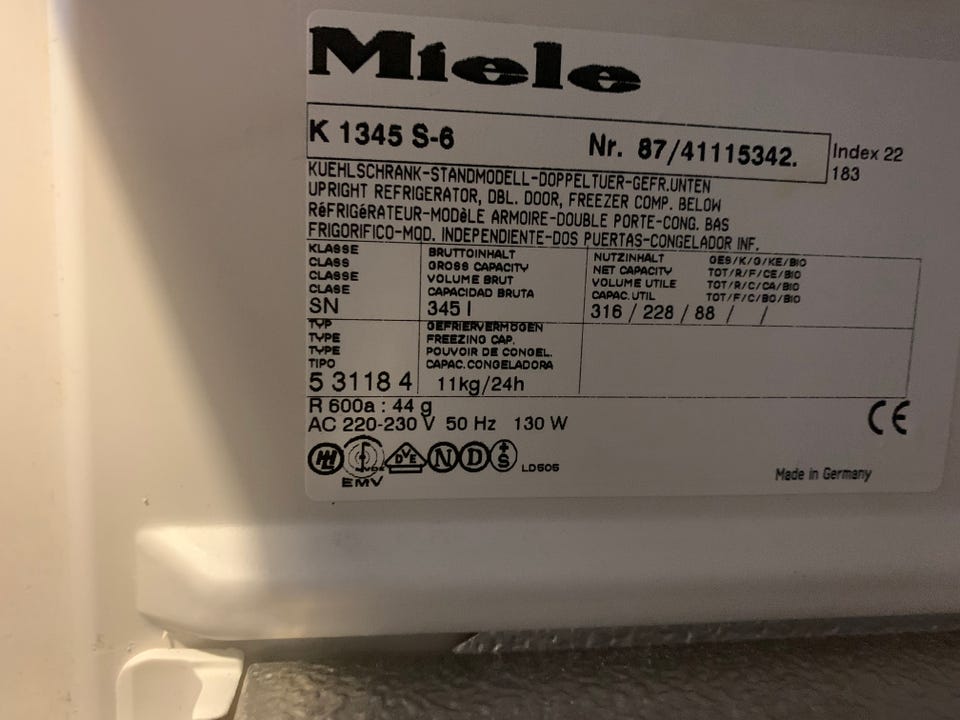 Miele
K 1345 S-6 Nr. 87/41115342.
Index 22
183
KUEHLSCHRANK-STANDMODELL-DOPPELTUER-GEFR.UNTEN
UPRIGHT REFRIGERATOR, DBL. DOOR, FREEZER COMP. BELOW
RéFRIGéRATEUR-MODèLE ARMOIRE-DOUBLE PORTE-CONG. BAS
FRIGORIFICO-MOD. INDEPENDIENTE-DOS PUERTAS-CONGELADOR INF.
KLASSE BRUTTOINHALT NUTZINHALT GES/K/G/KE/BIO
CLASS GROSS CAPACITY NET CAPACITY TOT/R/F/CE/BIO
CLASSE VOLUME BRUT VOLUME UTILE TOT/R/C/CA/BIO
CLASE CAPACIDAD BRUTA CAPAC.UTIL TOT/F/C/BO/BIO
SN 345 l 316 / 228 / 88 / /
TYP GEFRIERVERMOGEN
TYPE FREEZING CAP.
TYPE POUVOIR DE CONGEL.
TIPO CAPAC.CONGELADORA
5 3118 4 11kg/24h
R 600a : 44 g
AC 220-230 V 50 Hz 130 W
CE
VDE DVE N D S LD505
EMV
Made in Germany